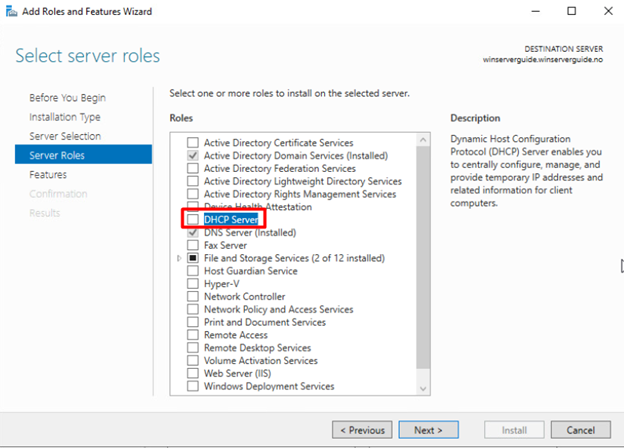 Add Roles and Features Wizard
Select server roles
DESTINATION SERVER
winserverguide.winserverguide.no
Before You Begin
Installation Type
Server Selection
Server Roles
Features
Confirmation
Results
Select one or more roles to install on the selected server.
Roles
Active Directory Certificate Services
Active Directory Domain Services (Installed)
Active Directory Federation Services
Active Directory Lightweight Directory Services
Active Directory Rights Management Services
Device Health Attestation
DHCP Server
DNS Server (Installed)
Fax Server
File and Storage Services (2 of 12 installed)
Host Guardian Service
Hyper-V
Network Controller
Network Policy and Access Services
Print and Document Services
Remote Access
Remote Desktop Services
Volume Activation Services
Web Server (IIS)
Windows Deployment Services
Description
Dynamic Host Configuration
Protocol (DHCP) Server enables you
to centrally configure, manage, and
provide temporary IP addresses and
related information for client
computers.
< Previous
Next >
Install
Cancel